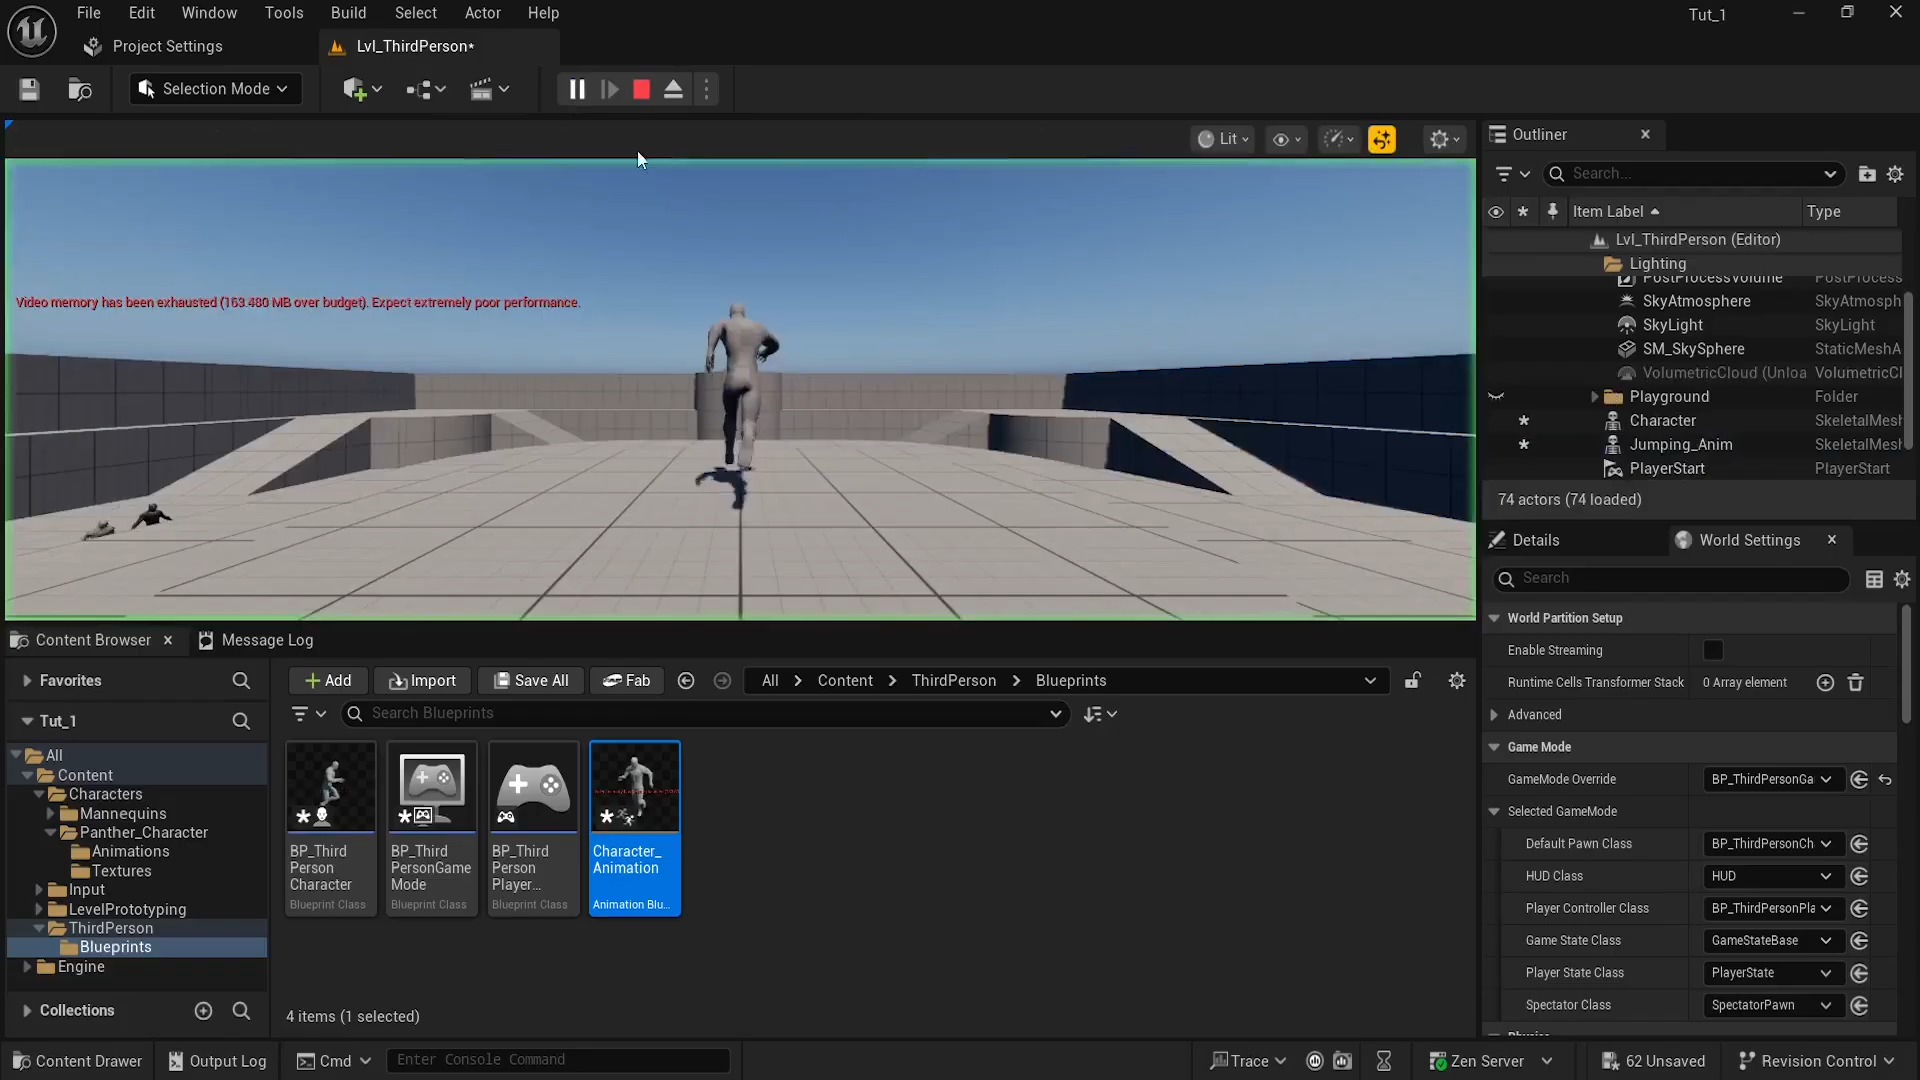 File Edit Window Tools Build Select Actor Help
Tut_1
Project Settings
Lvl_ThirdPerson*
Selection Mode
Lit
Video memory has been exhausted (163.480 MB over budget). Expect extremely poor performance.
Outliner
Search...
Item Label Type
Lvl_ThirdPerson (Editor)
Lighting
PostProcessVolume PostProcess
SkyAtmosphere SkyAtmosph
SkyLight SkyLight
SM_SkySphere StaticMeshA
VolumetricCloud (Unloa VolumetricCl
Playground Folder
Character SkeletalMesh
Jumping_Anim SkeletalMesh
PlayerStart PlayerStart
74 actors (74 loaded)
Details World Settings
Search
World Partition Setup
Enable Streaming
Runtime Cells Transformer Stack 0 Array element
Advanced
Game Mode
GameMode Override BP_ThirdPersonGa
Selected GameMode
Default Pawn Class BP_ThirdPersonCh
HUD Class HUD
Player Controller Class BP_ThirdPersonPla
Game State Class GameStateBase
Player State Class PlayerState
Spectator Class SpectatorPawn
Physics
Content Browser Message Log
Favorites
Tut_1
All
Content
Characters
Mannequins
Panther_Character
Animations
Textures
Input
LevelPrototyping
ThirdPerson
Blueprints
Engine
Collections
Add Import Save All Fab All Content ThirdPerson Blueprints
Search Blueprints
BP_Third
Person
Character
Blueprint Class
BP_Third
PersonGame
Mode
Blueprint Class
BP_Third
Person
Player...
Blueprint Class
Character_
Animation
Animation Blu...
4 items (1 selected)
Content Drawer Output Log Cmd Enter Console Command Trace Zen Server 62 Unsaved Revision Control